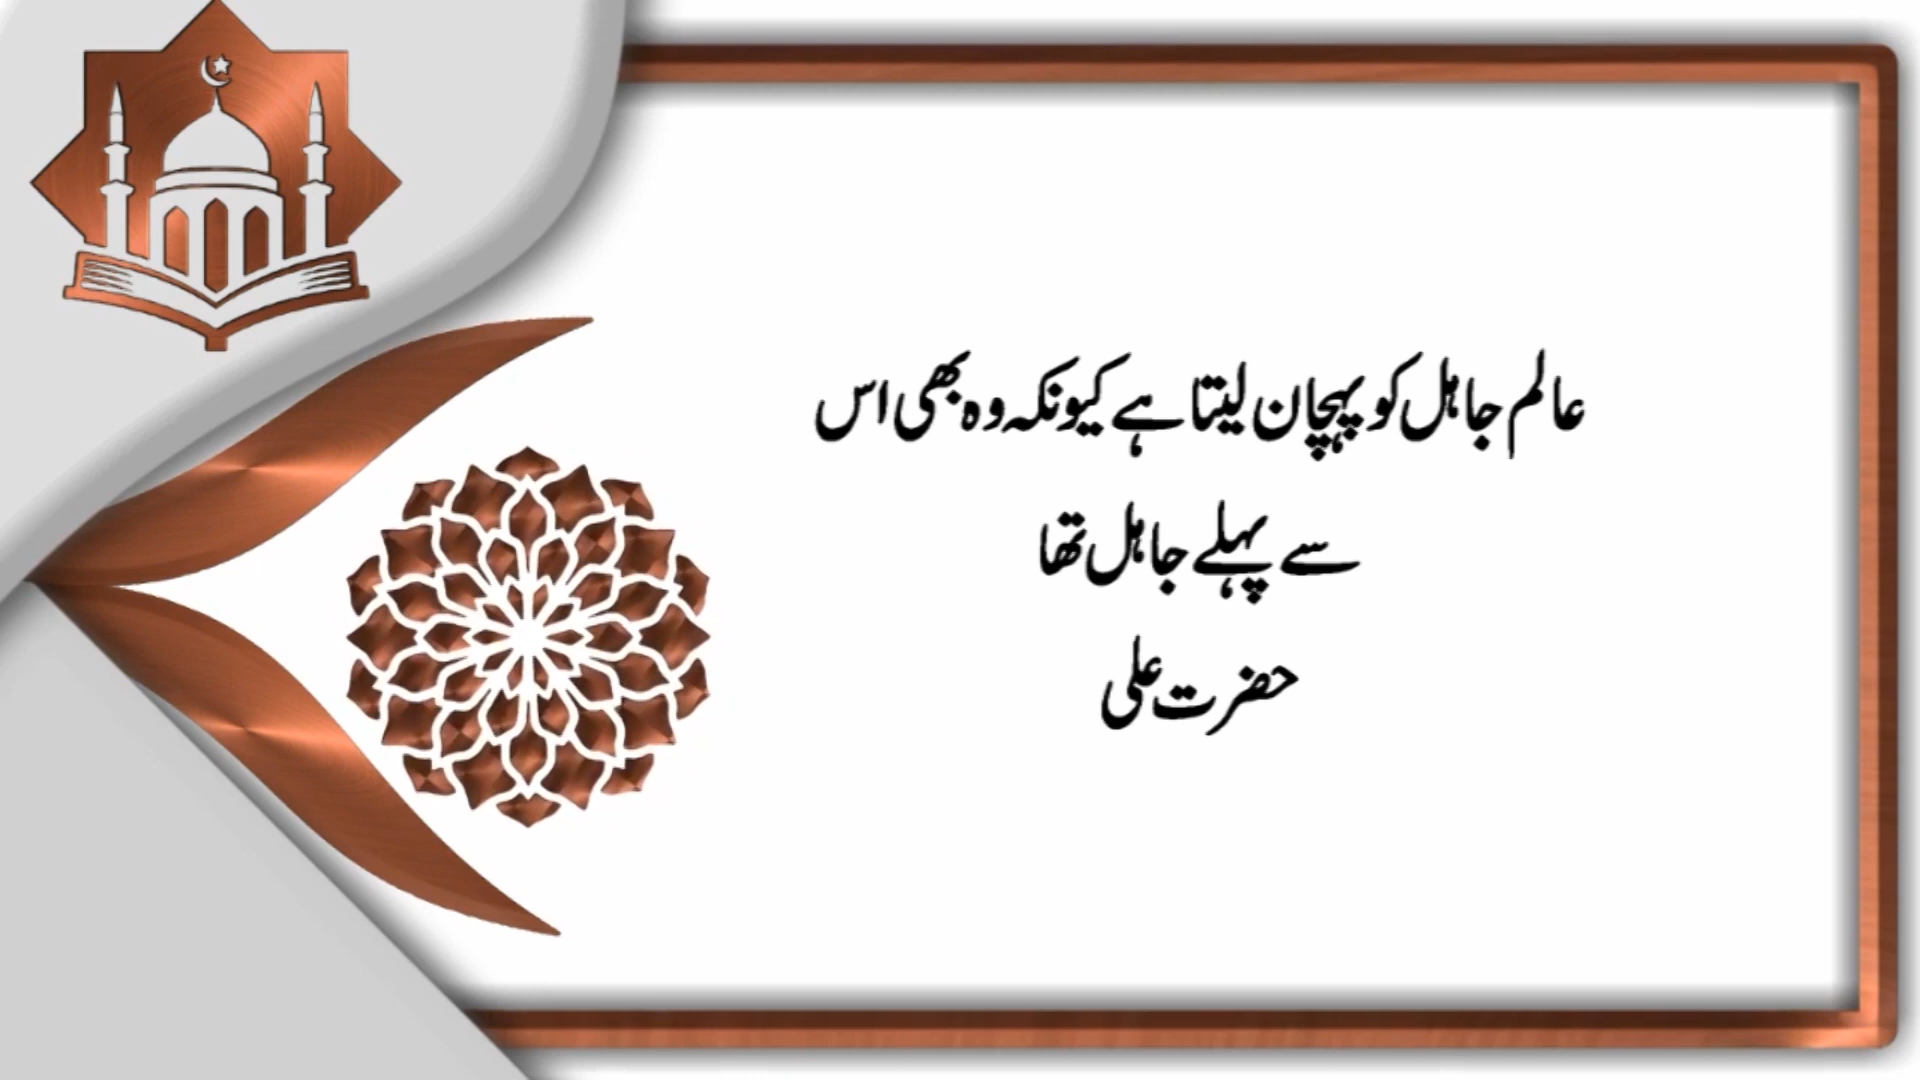 عالم جاہل کو پہچان لیتا ہے کیونکہ وہ بھی اس
سے پہلے جاہل تھا
حضرت علی